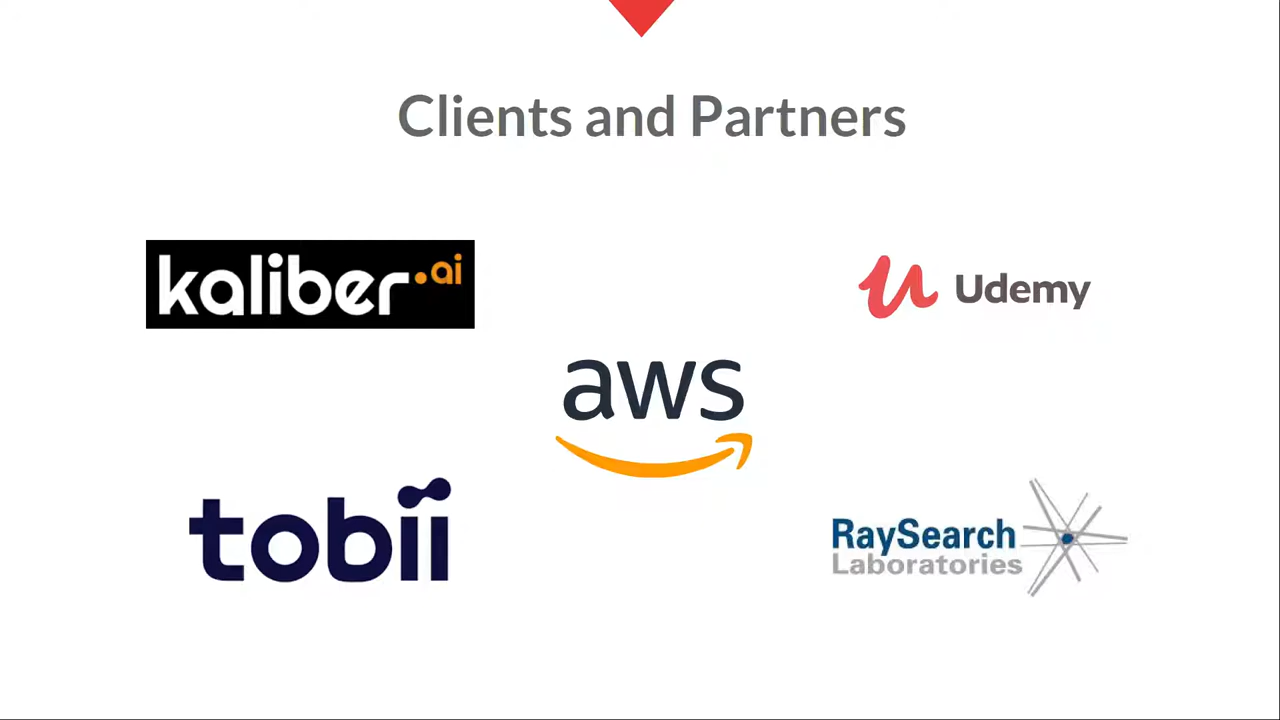 Clients and Partners
kaliber.ai
Udemy
aws
tobii
RaySearch
Laboratories